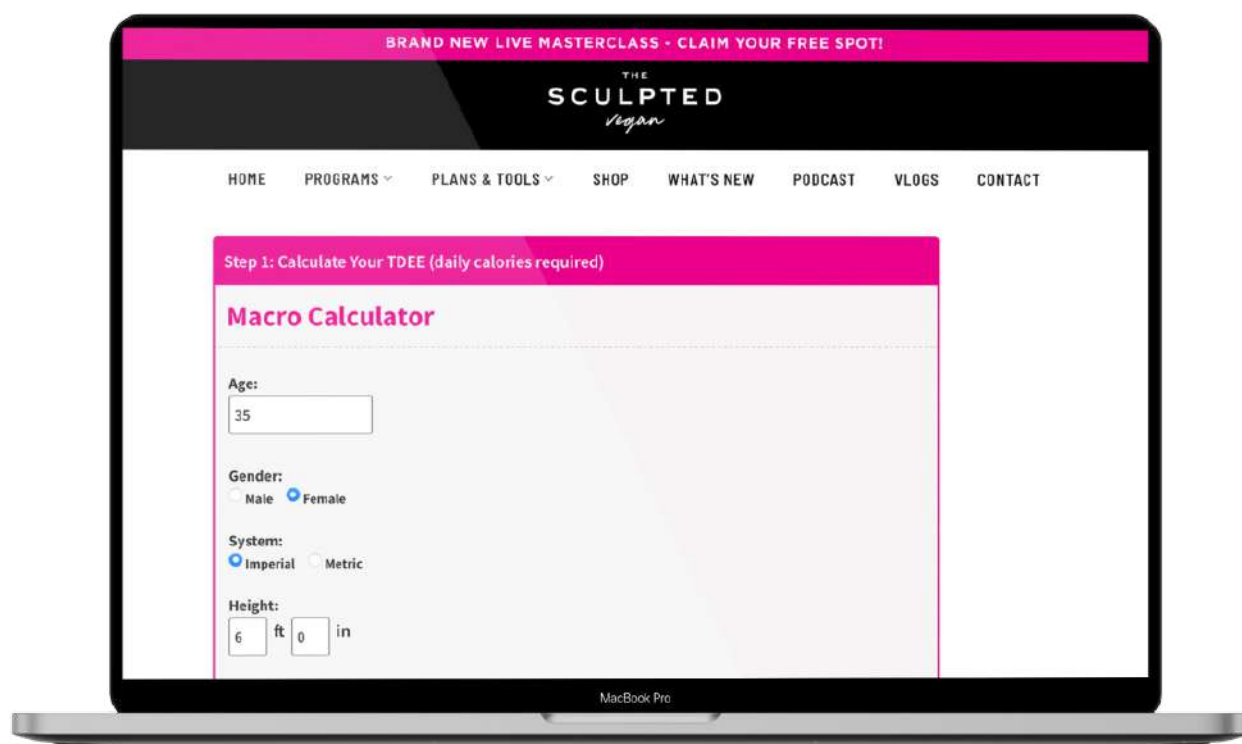 BRAND NEW LIVE MASTERCLASS - CLAIM YOUR FREE SPOT!
THE
SCULPTED
vegan
HOME PROGRAMS PLANS & TOOLS SHOP WHAT'S NEW PODCAST VLOGS CONTACT
Step 1: Calculate Your TDEE (daily calories required)
Macro Calculator
Age:
35
Gender:
Male Female
System:
Imperial Metric
Height:
6 ft 0 in
MacBook Pro